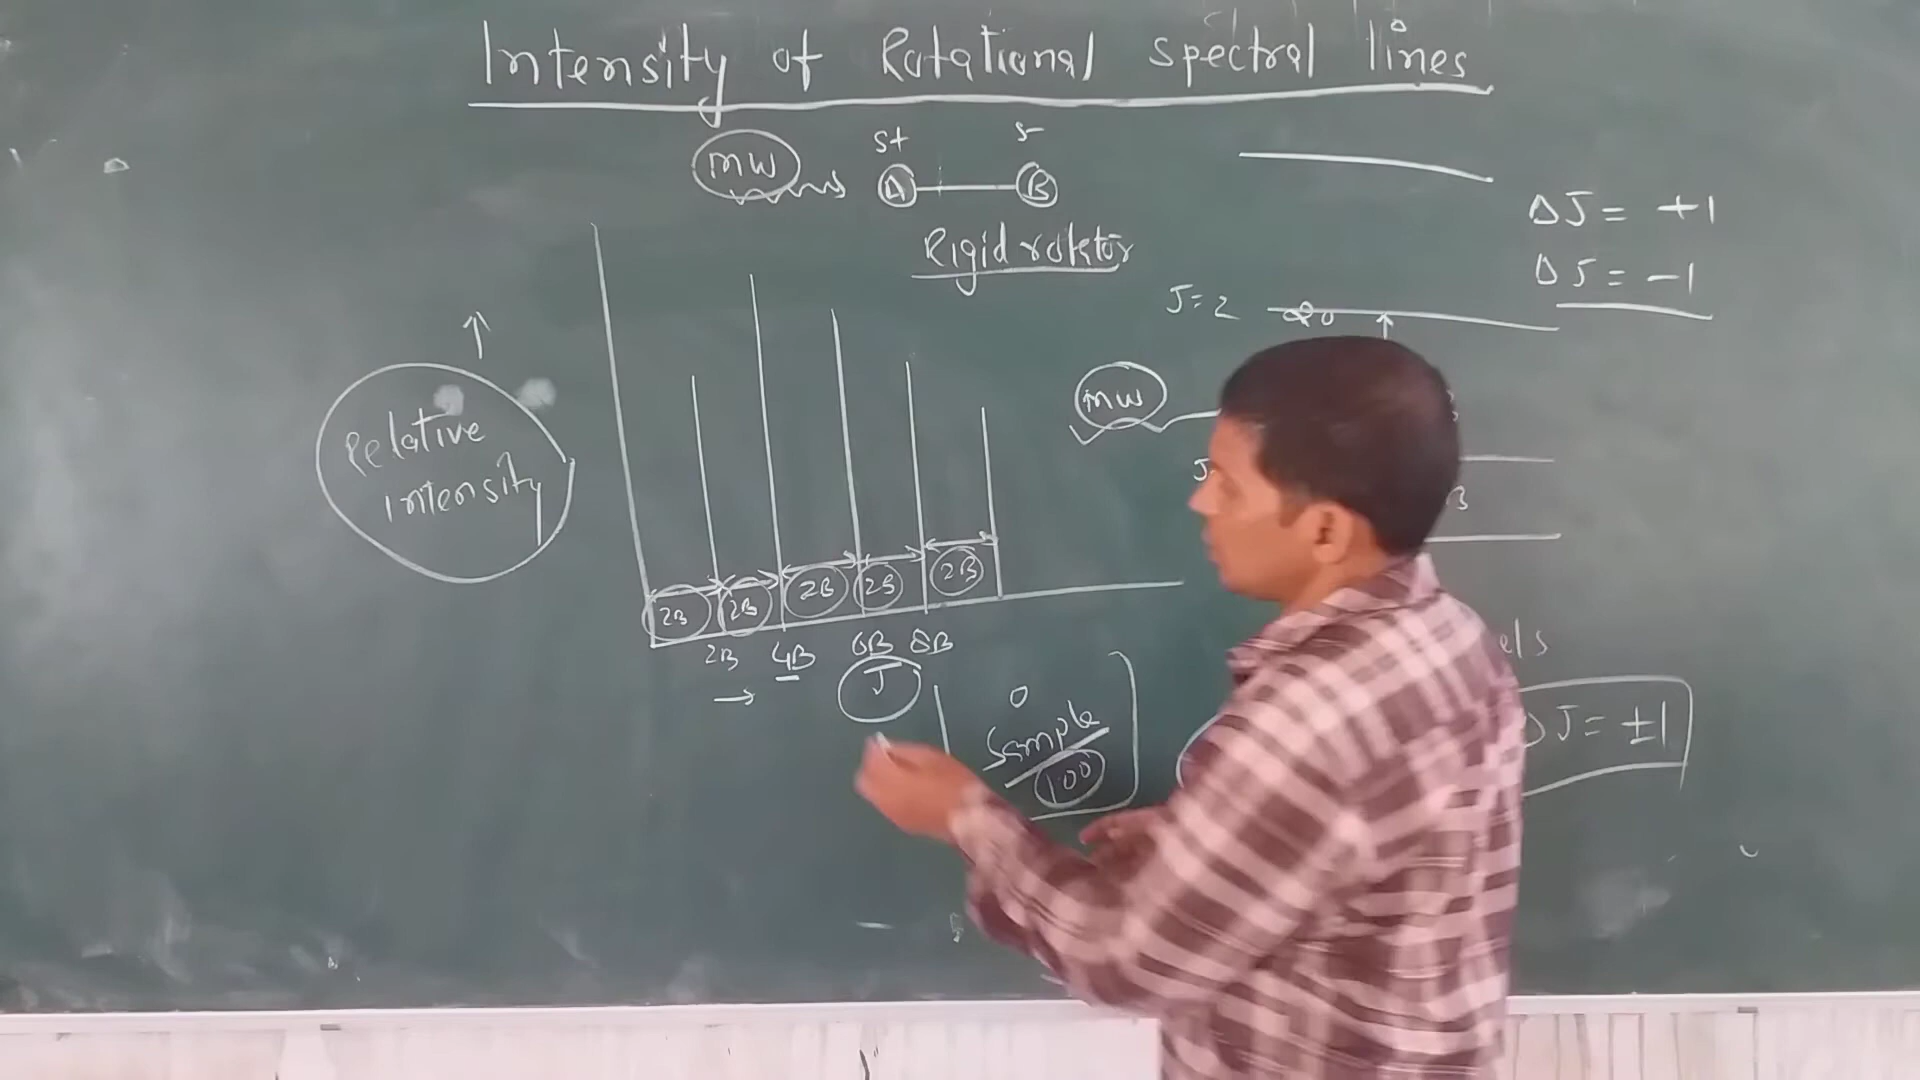 Intensity of Rotational Spectral lines
MW
δ+ δ-
A B
Rigid rotator
ΔJ = +1
ΔJ = -1
J=2
MW
J
B
Relative
intensity
2B 2B 2B 2B 2B
2B 4B 6B 8B
J
Sample
100
els
ΔJ = ±1